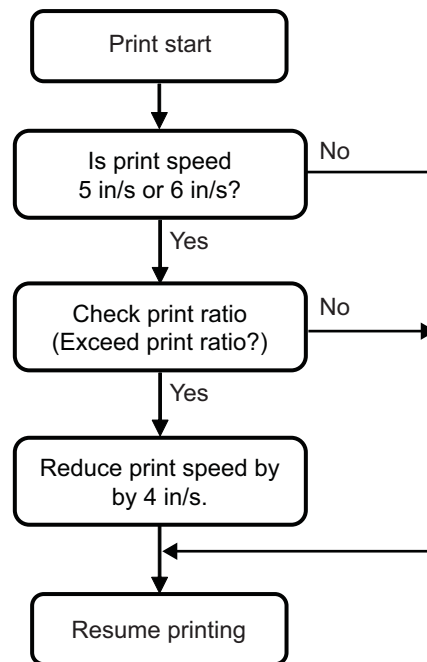 Print start
Is print speed
5 in/s or 6 in/s?
No
Yes
Check print ratio
(Exceed print ratio?)
No
Yes
Reduce print speed by
by 4 in/s.
Resume printing